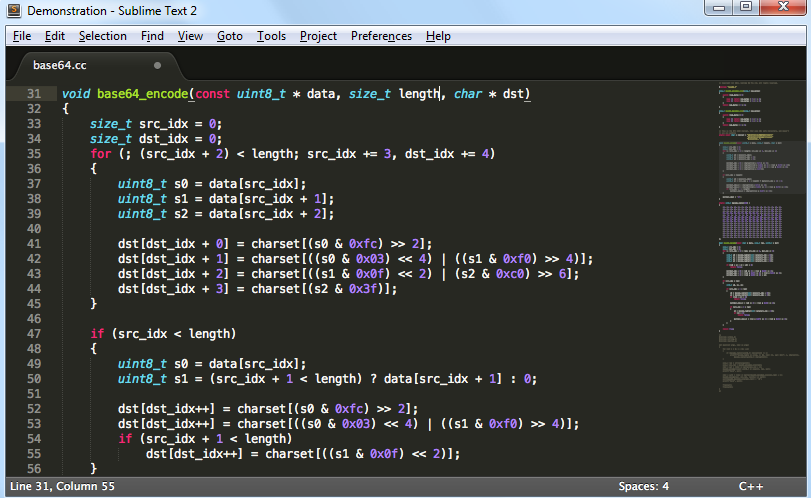 Demonstration - Sublime Text 2
File Edit Selection Find View Goto Tools Project Preferences Help
base64.cc
31 void base64_encode(const uint8_t * data, size_t length, char * dst)
32 {
33     size_t src_idx = 0;
34     size_t dst_idx = 0;
35     for (; (src_idx + 2) < length; src_idx += 3, dst_idx += 4)
36     {
37         uint8_t s0 = data[src_idx];
38         uint8_t s1 = data[src_idx + 1];
39         uint8_t s2 = data[src_idx + 2];
40
41         dst[dst_idx + 0] = charset[(s0 & 0xfc) >> 2];
42         dst[dst_idx + 1] = charset[((s0 & 0x03) << 4) | ((s1 & 0xf0) >> 4)];
43         dst[dst_idx + 2] = charset[((s1 & 0x0f) << 2) | (s2 & 0xc0) >> 6];
44         dst[dst_idx + 3] = charset[(s2 & 0x3f)];
45     }
46
47     if (src_idx < length)
48     {
49         uint8_t s0 = data[src_idx];
50         uint8_t s1 = (src_idx + 1 < length) ? data[src_idx + 1] : 0;
51
52         dst[dst_idx++] = charset[(s0 & 0xfc) >> 2];
53         dst[dst_idx++] = charset[((s0 & 0x03) << 4) | ((s1 & 0xf0) >> 4)];
54         if (src_idx + 1 < length)
55             dst[dst_idx++] = charset[((s1 & 0x0f) << 2)];
56     }
Line 31, Column 55 Spaces: 4 C++